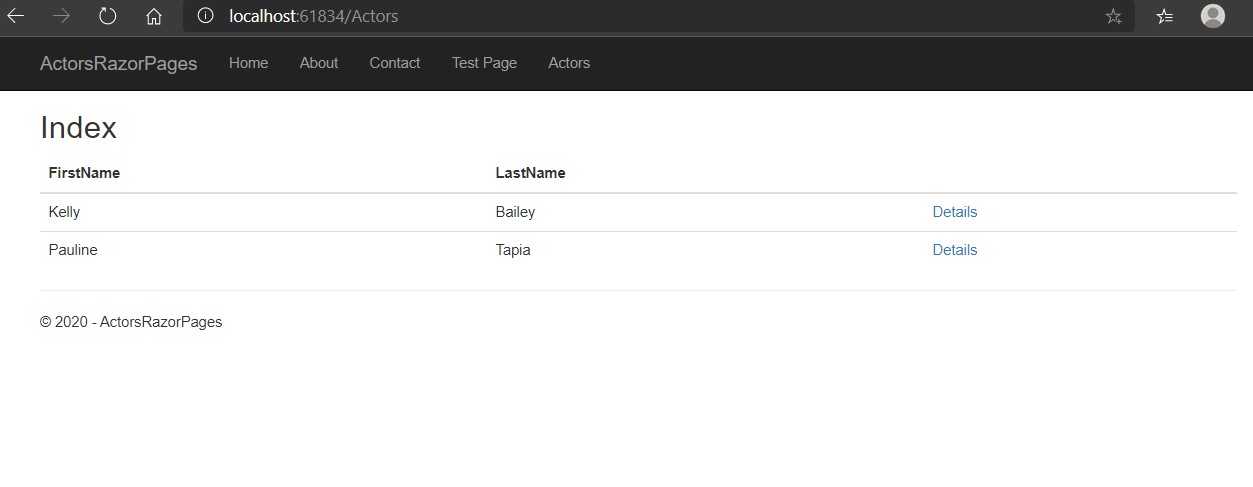 localhost:61834/Actors
ActorsRazorPages Home About Contact Test Page Actors
Index
FirstName LastName
Kelly Bailey Details
Pauline Tapia Details
© 2020 - ActorsRazorPages